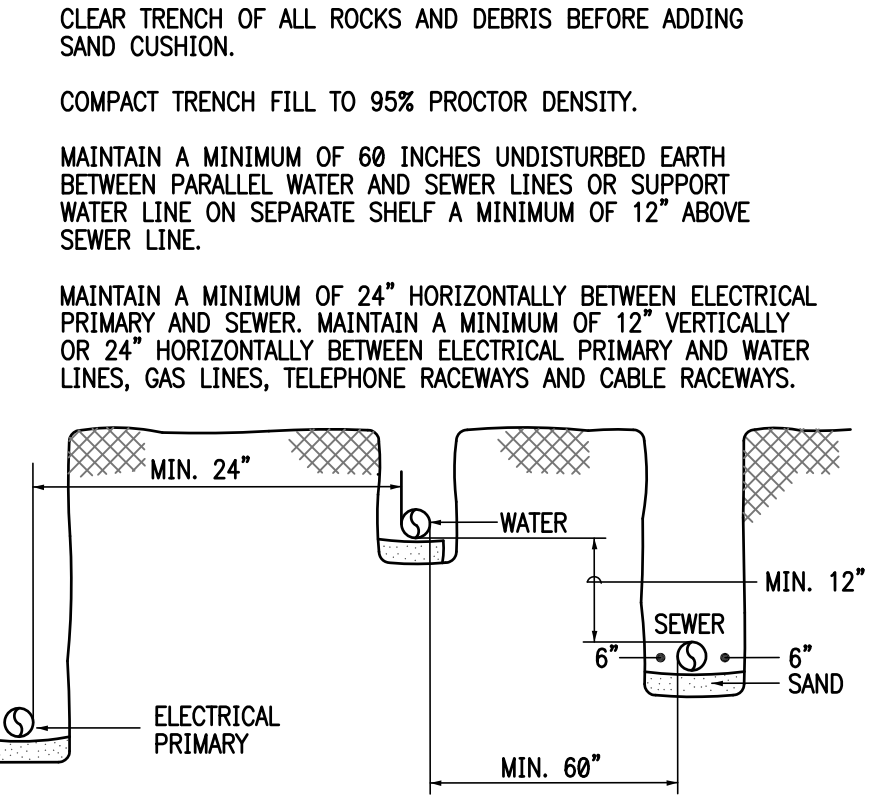 CLEAR TRENCH OF ALL ROCKS AND DEBRIS BEFORE ADDING
SAND CUSHION.
COMPACT TRENCH FILL TO 95% PROCTOR DENSITY.
MAINTAIN A MINIMUM OF 60 INCHES UNDISTURBED EARTH
BETWEEN PARALLEL WATER AND SEWER LINES OR SUPPORT
WATER LINE ON SEPARATE SHELF A MINIMUM OF 12" ABOVE
SEWER LINE.
MAINTAIN A MINIMUM OF 24" HORIZONTALLY BETWEEN ELECTRICAL
PRIMARY AND SEWER. MAINTAIN A MINIMUM OF 12" VERTICALLY
OR 24" HORIZONTALLY BETWEEN ELECTRICAL PRIMARY AND WATER
LINES, GAS LINES, TELEPHONE RACEWAYS AND CABLE RACEWAYS.
MIN. 24"
WATER
MIN. 12"
SEWER
6"
6"
SAND
ELECTRICAL
PRIMARY
MIN. 60"